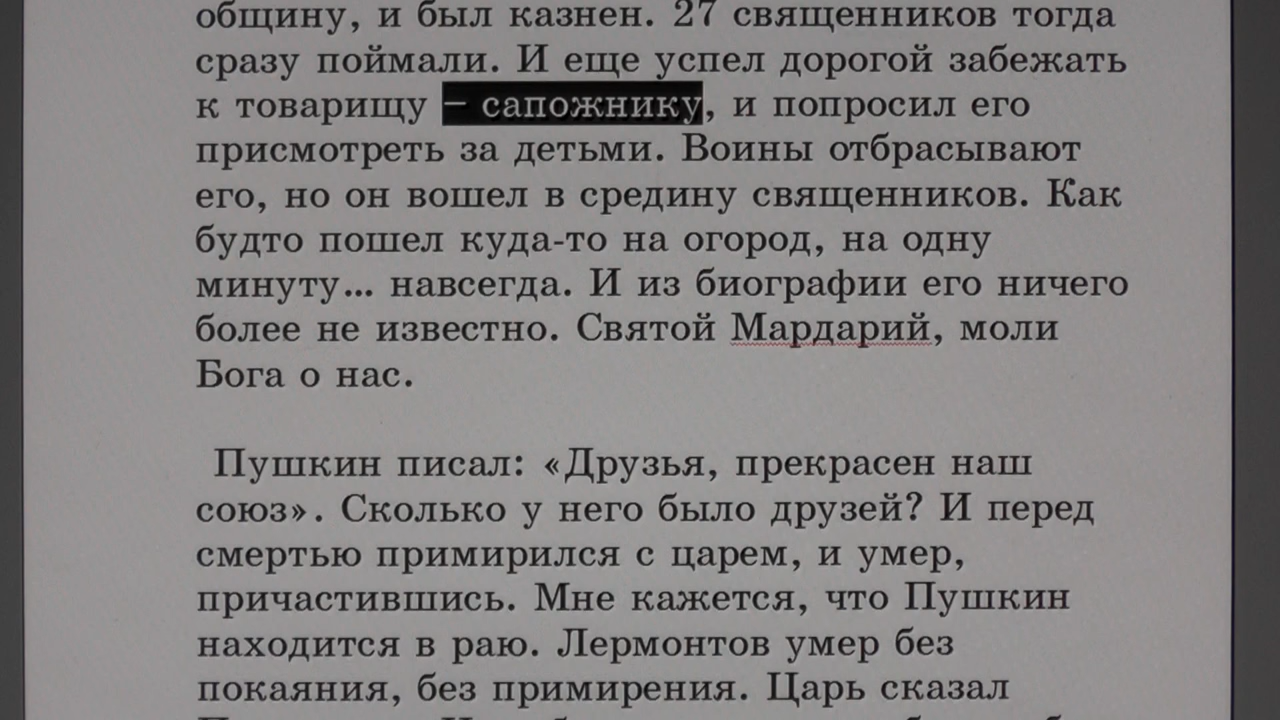 общину, и был казнен. 27 священников тогда
сразу поймали. И еще успел дорогой забежать
к товарищу – сапожнику, и попросил его
присмотреть за детьми. Воины отбрасывают
его, но он вошел в средину священников. Как
будто пошел куда-то на огород, на одну
минуту... навсегда. И из биографии его ничего
более не известно. Святой Мардарий, моли
Бога о нас.
Пушкин писал: «Друзья, прекрасен наш
союз». Сколько у него было друзей? И перед
смертью примирился с царем, и умер,
причастившись. Мне кажется, что Пушкин
находится в раю. Лермонтов умер без
покаяния, без примирения. Царь сказал